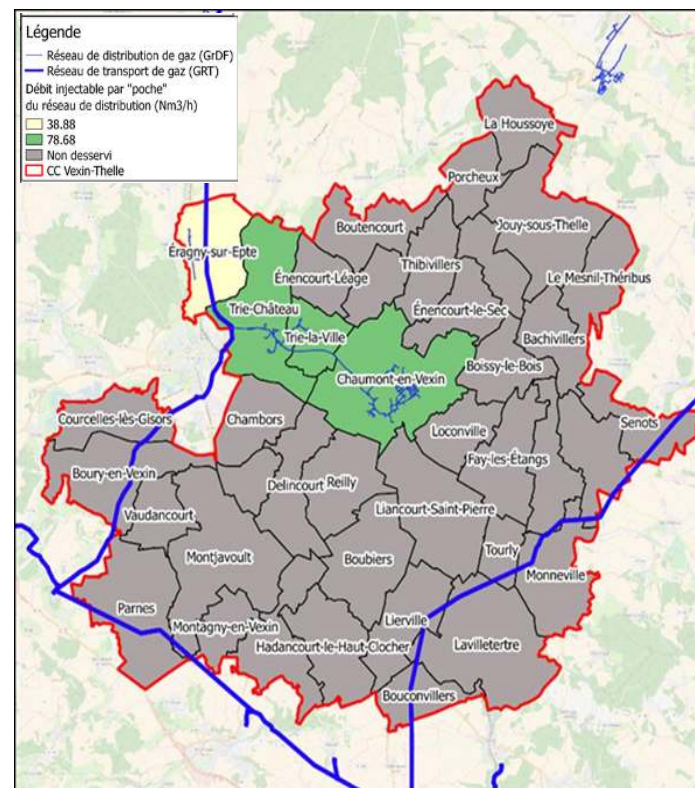 Légende
Réseau de distribution de gaz (GrDF)
Réseau de transport de gaz (GRT)
Débit injectable par "poche"
du réseau de distribution (Nm3/h)
38.88
78.68
Non desservi
CC Vexin-Thelle
La Houssoye
Porcheux
Boutencourt
Jouy-sous-Thelle
Éragny-sur-Epte
Thibivillers
Énencourt-Léage
Le Mesnil-Théribus
Trie-Château
Énencourt-le-Sec
Trie-la-Ville
Bachivillers
Boissy-le-Bois
Chaumont-en-Vexin
Courcelles-lès-Gisors
Chambors
Senots
Loconville
Fay-les-Étangs
Boury-en-Vexin
Delincourt
Reilly
Vaudancourt
Liancourt-Saint-Pierre
Montjavoult
Boubiers
Tourly
Monneville
Parnes
Lierville
Montagny-en-Vexin
Hadancourt-le-Haut-Clocher
Lavilletertre
Bouconvillers